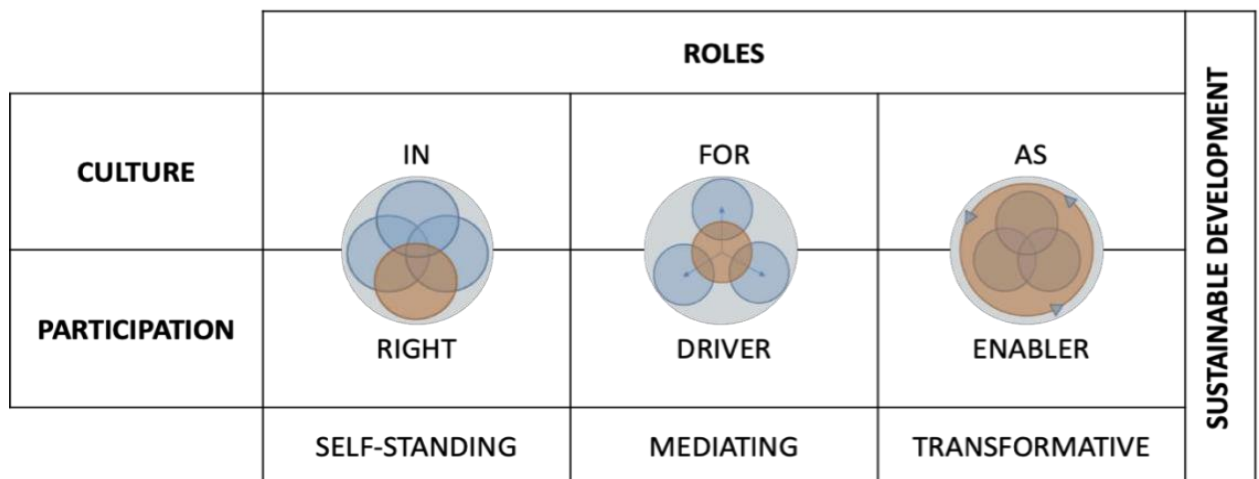 ROLES
CULTURE
IN
FOR
AS
PARTICIPATION
RIGHT
DRIVER
ENABLER
SELF-STANDING
MEDIATING
TRANSFORMATIVE
SUSTAINABLE DEVELOPMENT